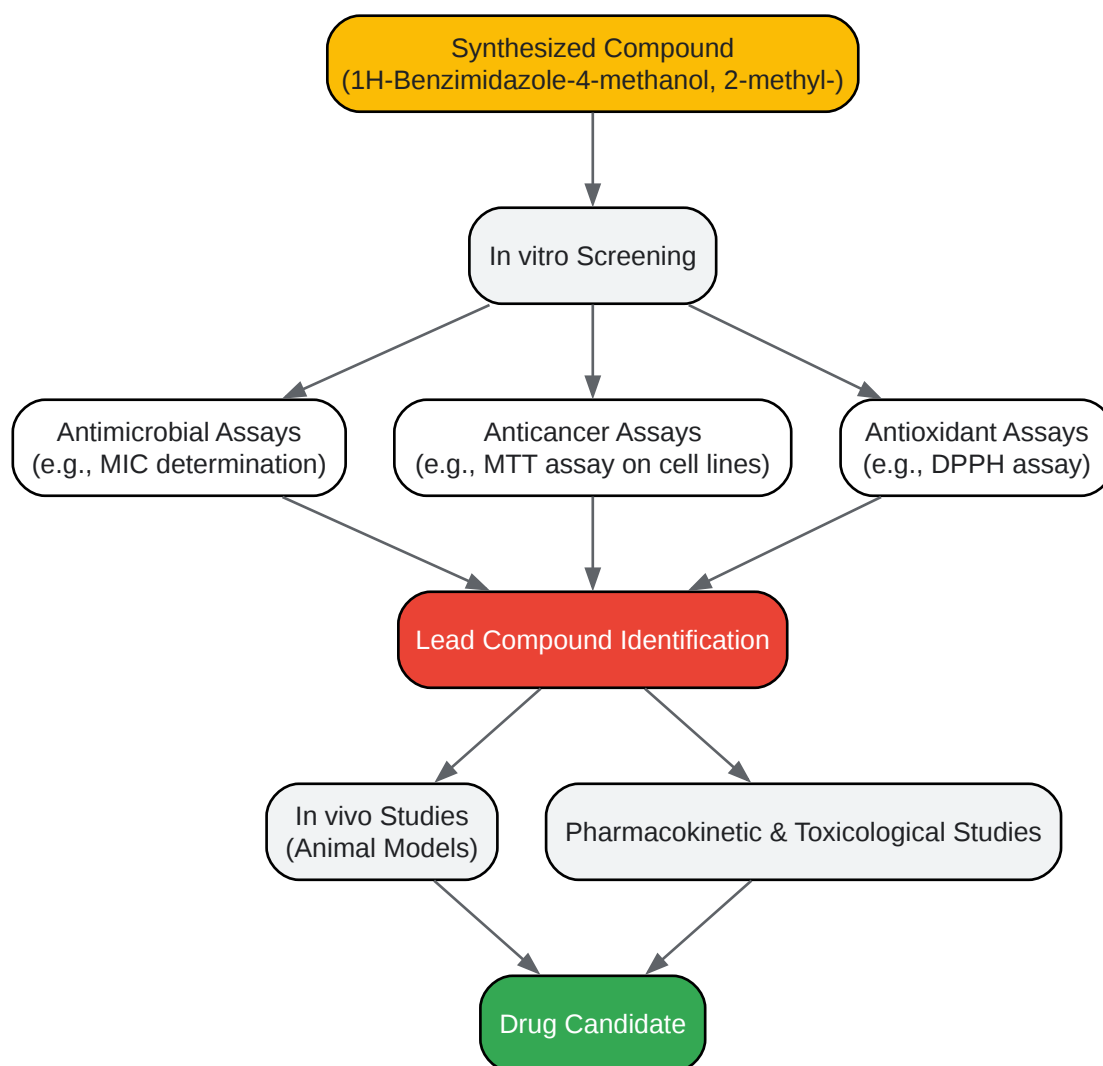 Synthesized Compound
(1H-Benzimidazole-4-methanol, 2-methyl-)
In vitro Screening
Antimicrobial Assays
(e.g., MIC determination)
Anticancer Assays
(e.g., MTT assay on cell lines)
Antioxidant Assays
(e.g., DPPH assay)
Lead Compound Identification
In vivo Studies
(Animal Models)
Pharmacokinetic & Toxicological Studies
Drug Candidate